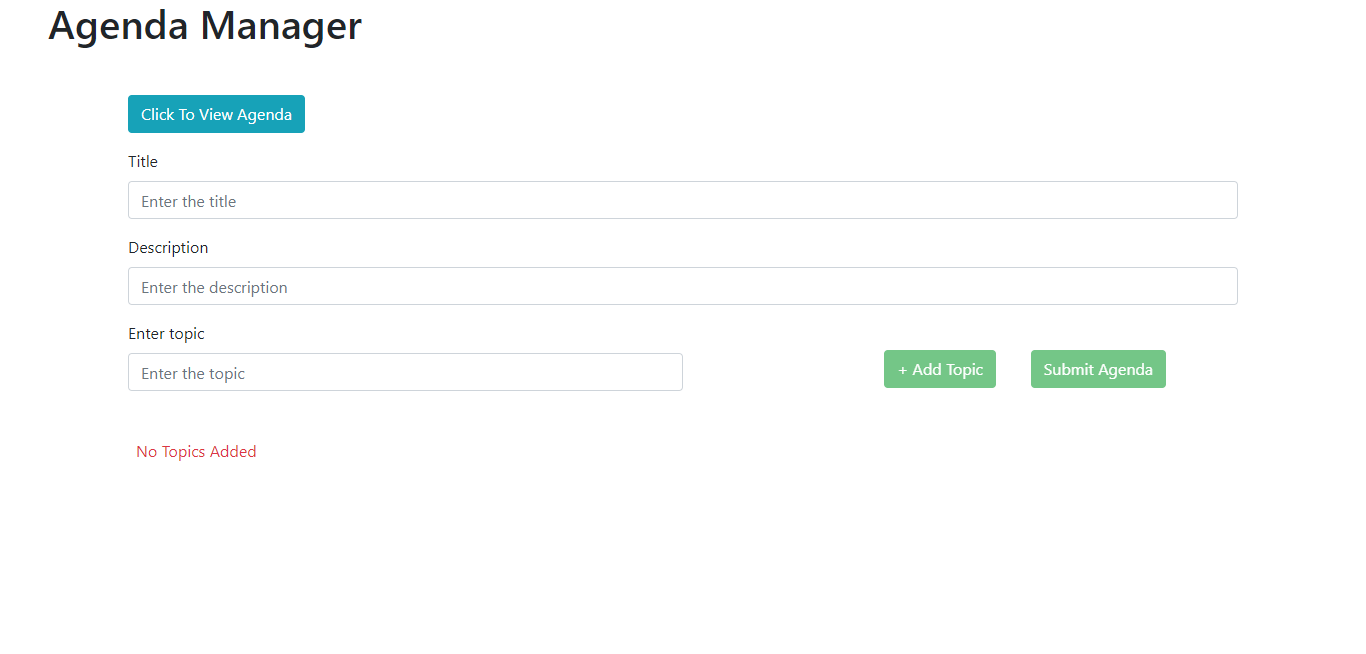 Agenda Manager
Click To View Agenda
Title
Enter the title
Description
Enter the description
Enter topic
Enter the topic
+ Add Topic
Submit Agenda
No Topics Added